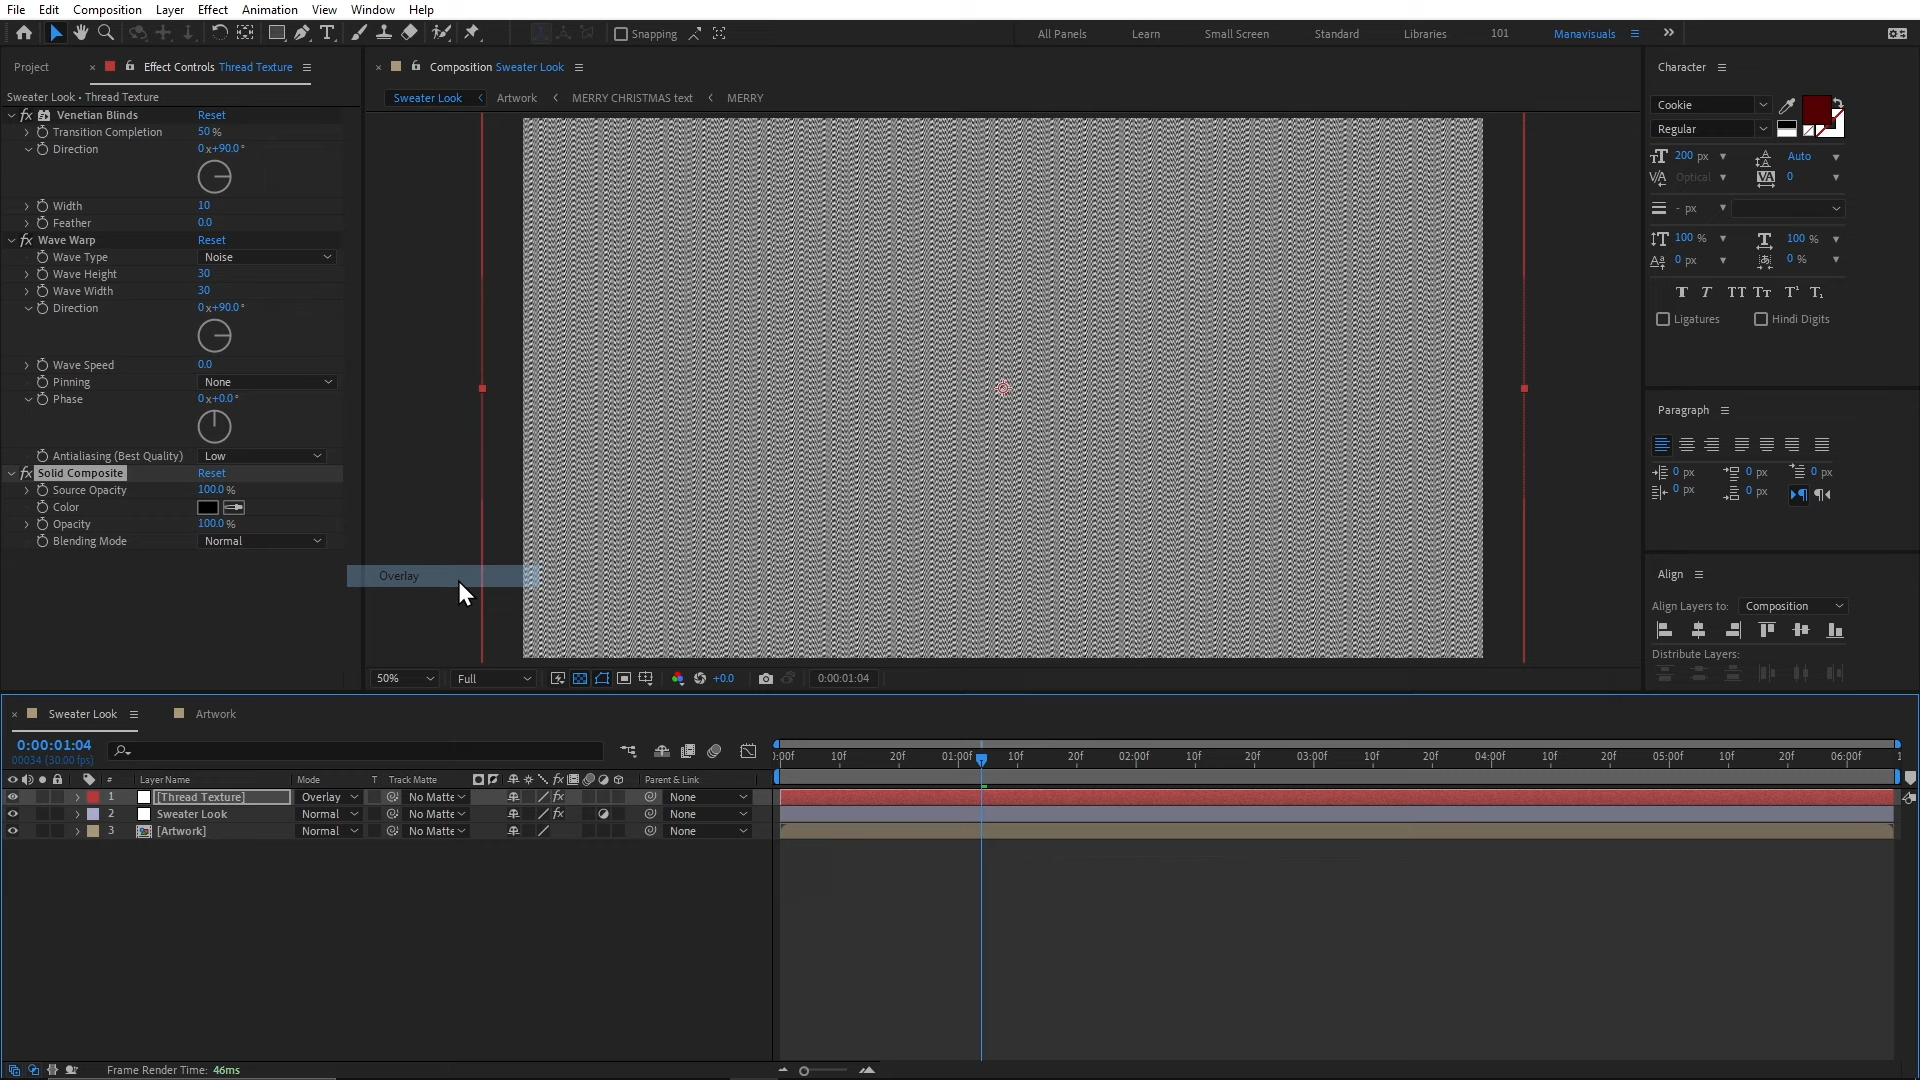 File Edit Composition Layer Effect Animation View Window Help
Snapping
All Panels Learn Small Screen Standard Libraries 101 Manavisuals
Project Effect Controls Thread Texture
Sweater Look • Thread Texture
Venetian Blinds Reset
Transition Completion 50 %
Direction 0 x+90.0°
Width 10
Feather 0.0
Wave Warp Reset
Wave Type Noise
Wave Height 30
Wave Width 30
Direction 0 x+90.0°
Wave Speed 0.0
Pinning None
Phase 0 x+0.0°
Antialiasing (Best Quality) Low
Solid Composite Reset
Source Opacity 100.0 %
Color
Opacity 100.0 %
Blending Mode Normal
Overlay
Composition Sweater Look
Sweater Look Artwork MERRY CHRISTMAS text MERRY
50% Full +0.0 0:00:01:04
Character
Cookie
Regular
200 px Auto
Optical 0
- px
100 % 100 %
0 px 0 %
T T TT Tt T¹ T₁
Ligatures Hindi Digits
Paragraph
0 px 0 px 0 px
0 px 0 px
Align
Align Layers to: Composition
Distribute Layers:
Sweater Look Artwork
0:00:01:04
00034 (30.00 fps)
):00f 10f 20f 01:00f 10f 20f 02:00f 10f 20f 03:00f 10f 20f 04:00f 10f 20f 05:00f 10f 20f 06:00f 1
# Layer Name Mode T Track Matte fx Parent & Link
1 [Thread Texture] Overlay No Matte fx None
2 Sweater Look Normal No Matte fx None
3 [Artwork] Normal No Matte None
Frame Render Time: 46ms